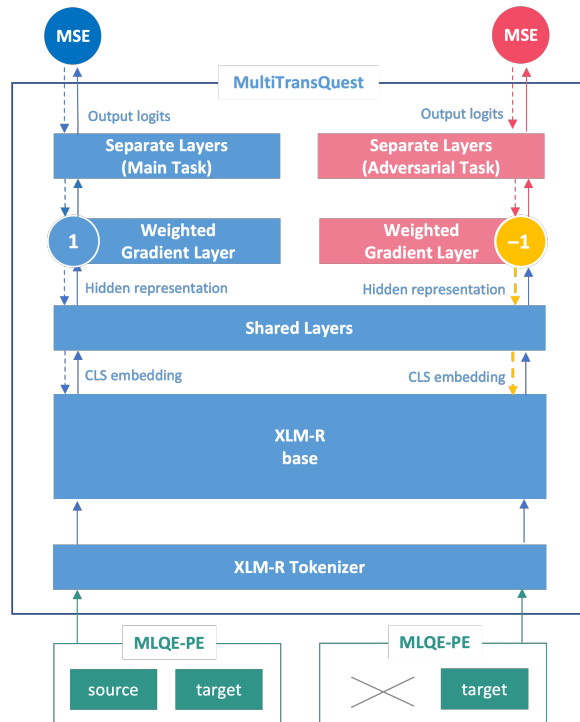 MSE
MSE
MultiTransQuest
Output logits
Output logits
Separate Layers
(Main Task)
Separate Layers
(Adversarial Task)
1
Weighted
Gradient Layer
Weighted
Gradient Layer
–1
Hidden representation
Hidden representation
Shared Layers
CLS embedding
CLS embedding
XLM-R
base
XLM-R Tokenizer
MLQE-PE
MLQE-PE
source
target
target